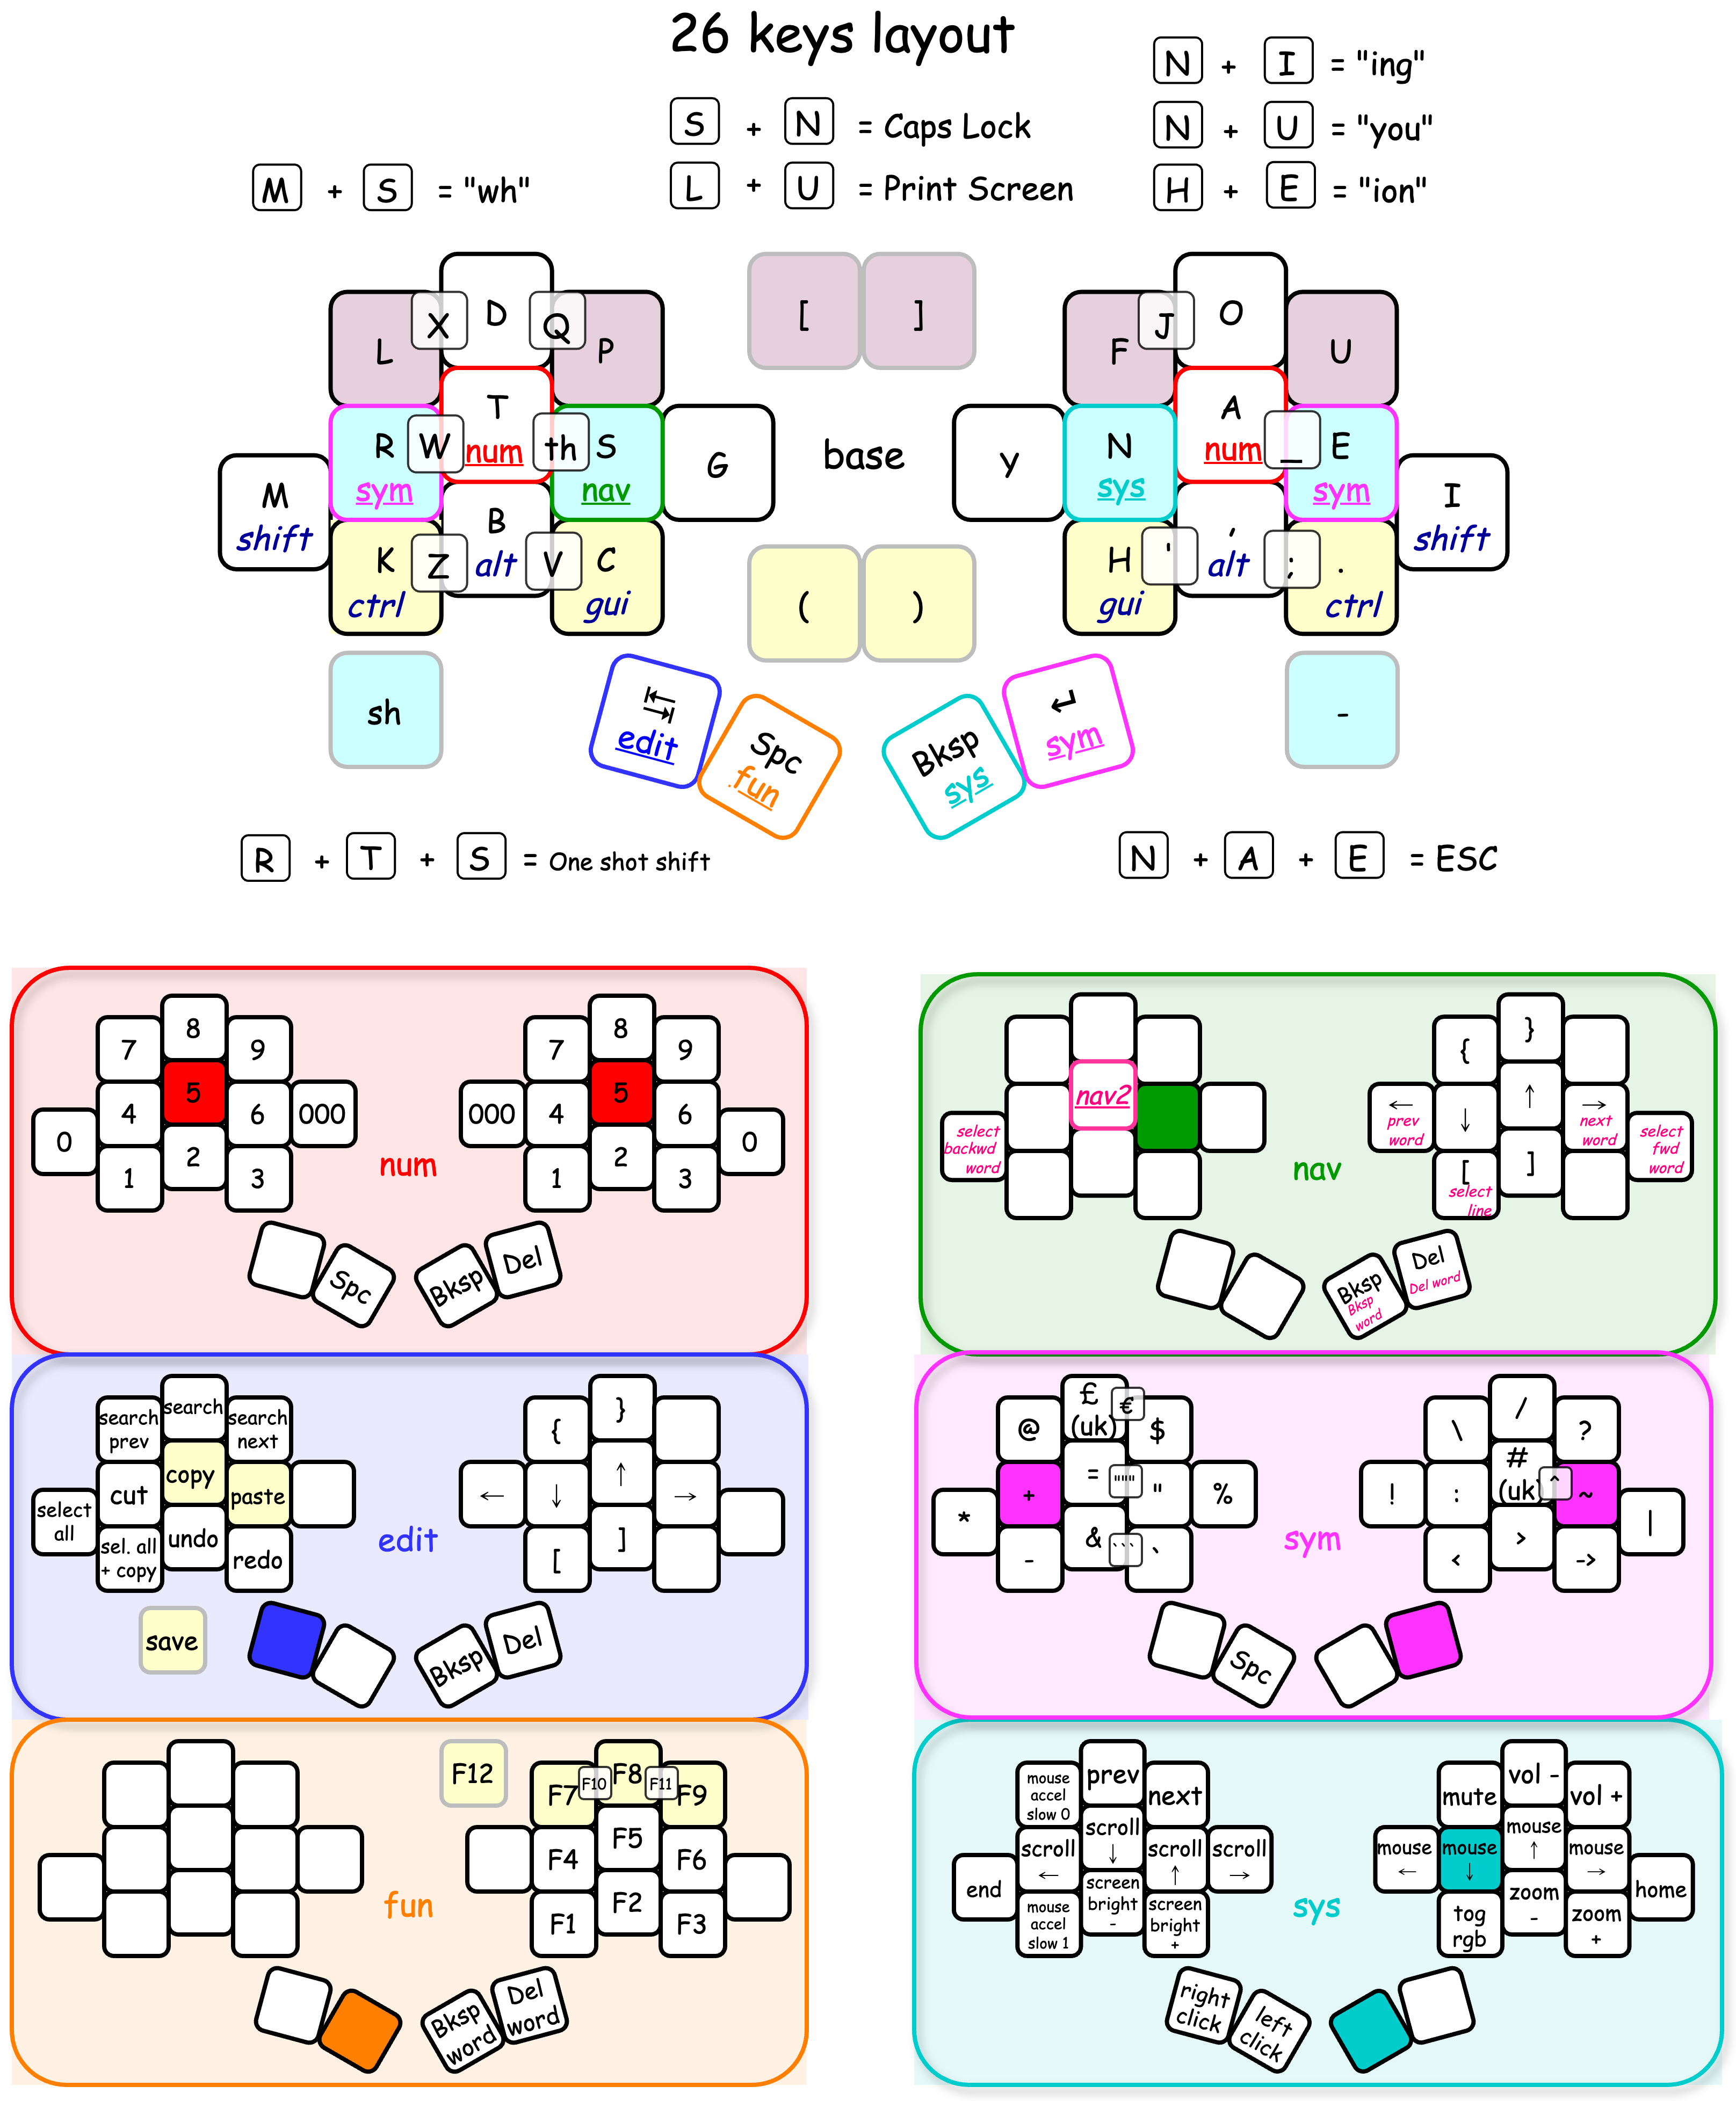 26 keys layout
N + I = "ing"
S + N = Caps Lock
N + U = "you"
M + S = "wh"
L + U = Print Screen
H + E = "ion"
D
O
L X Q P
[ ]
F J U
T
A
R W num th S
G
base
Y
N num _ E
sym nav
sys sym
M
shift
I
shift
B
,
K Z alt V C
H ' alt ; .
ctrl gui
( )
gui ctrl
sh
⇤
⇥
edit
Spc
fun
Bksp
sys
↵
sym
-
R + T + S = One shot shift
N + A + E = ESC
8
7 9
5
4 6 000
0
2
1 3
num
8
7 9
5
000 4 6
0
2
1 3
Spc
Bksp
Del
nav2
select
backwd
word
nav
}
{
↑
←
prev
word
↓
→
next
word
select
fwd
word
]
[
select
line
Bksp
Bksp
word
Del
Del word
search
search
prev
search
next
copy
cut
paste
select
all
undo
sel. all
+ copy
redo
save
edit
}
{
↑
← ↓ →
]
[
Bksp
Del
£
(uk)
€
@ $
=
+ """ " %
*
&
- ``` `
sym
/
\ ?
#
(uk)
^
! : ~
|
>
< ->
Spc
fun
F12
F8
F7 F10 F11 F9
F5
F4 F6
F2
F1 F3
Bksp
word
Del
word
prev
mouse
accel
slow 0
next
scroll
↓
scroll
←
scroll
↑
scroll
→
end
screen
bright
-
mouse
accel
slow 1
screen
bright
+
right
click
left
click
sys
vol -
mute
vol +
mouse
↑
mouse
←
mouse
↓
mouse
→
home
zoom
-
tog
rgb
zoom
+